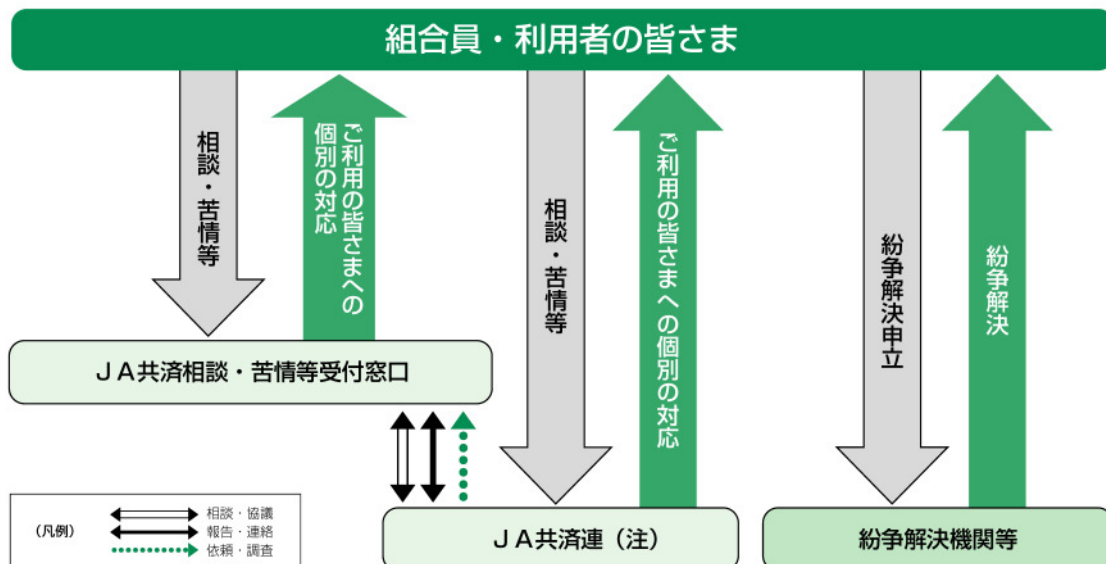 組合員・利用者の皆さま
相談・苦情等
ご利用の皆さまへの
個別の対応
相談・苦情等
ご利用の皆さまへの個別の対応
紛争解決申立
紛争解決
ＪＡ共済相談・苦情等受付窓口
（凡例）
相談・協議
報告・連絡
依頼・調査
ＪＡ共済連（注）
紛争解決機関等